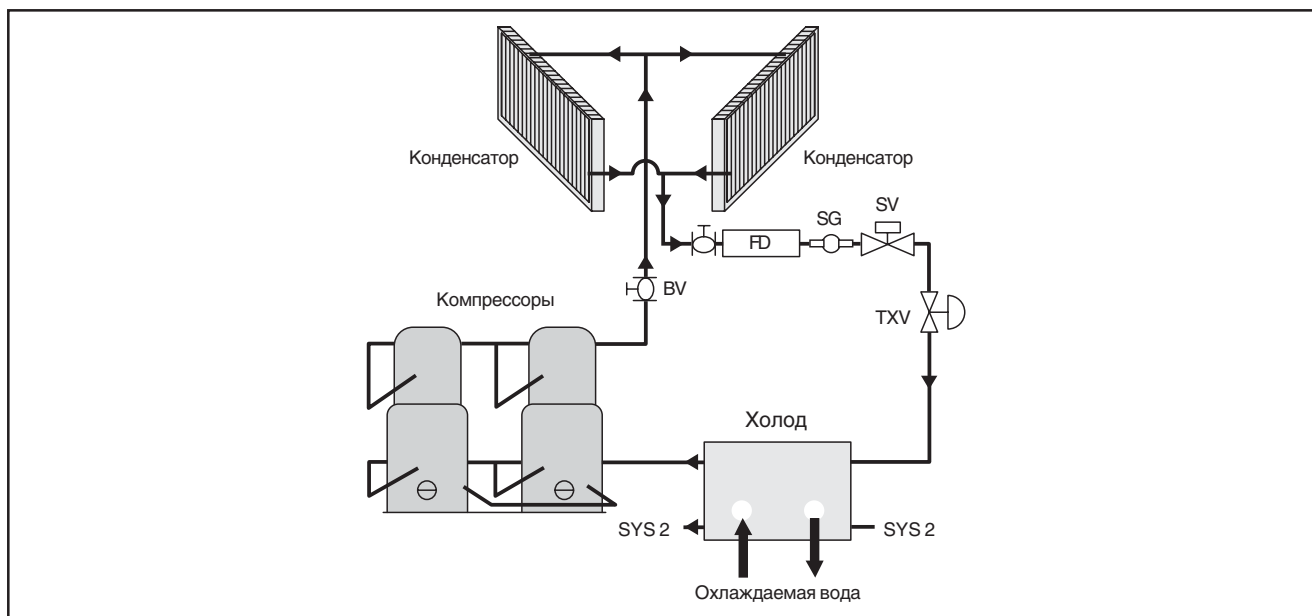 Конденсатор
Конденсатор
SG
SV
FD
BV
TXV
Компрессоры
Холод
SYS 2
SYS 2
Охлаждаемая вода